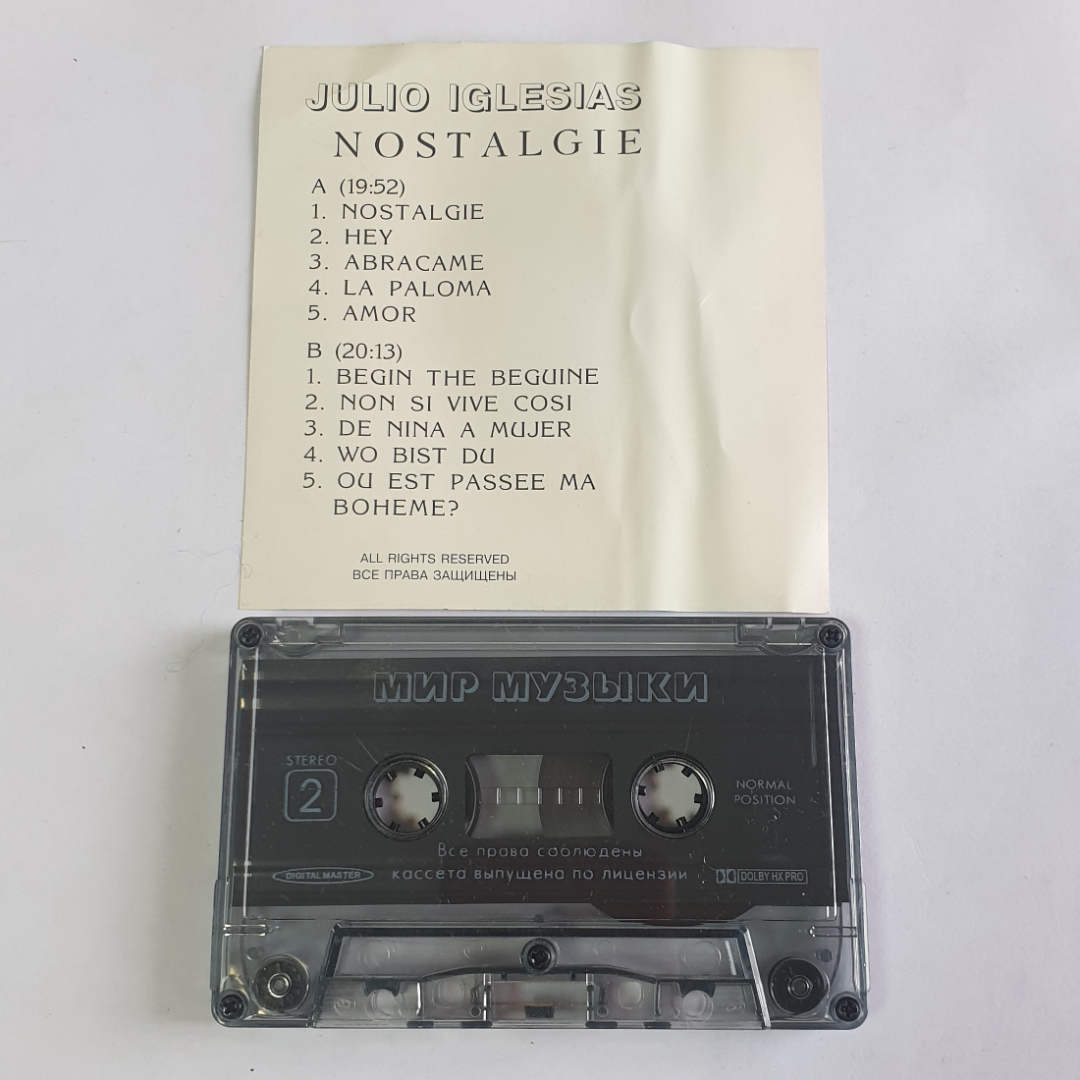 JULIO IGLESIAS
NOSTALGIE
A (19:52)
1. NOSTALGIE
2. HEY
3. ABRACAME
4. LA PALOMA
5. AMOR
B (20:13)
1. BEGIN THE BEGUINE
2. NON SI VIVE COSI
3. DE NINA A MUJER
4. WO BIST DU
5. OU EST PASSEE MA
BOHEME?
ALL RIGHTS RESERVED
ВСЕ ПРАВА ЗАЩИЩЕНЫ
МИР МУЗЫКИ
STEREO
2
NORMAL
POSITION
Все права соблюдены
DIGITAL MASTER
кассета выпущена по лицензии
DOLBY HX PRO